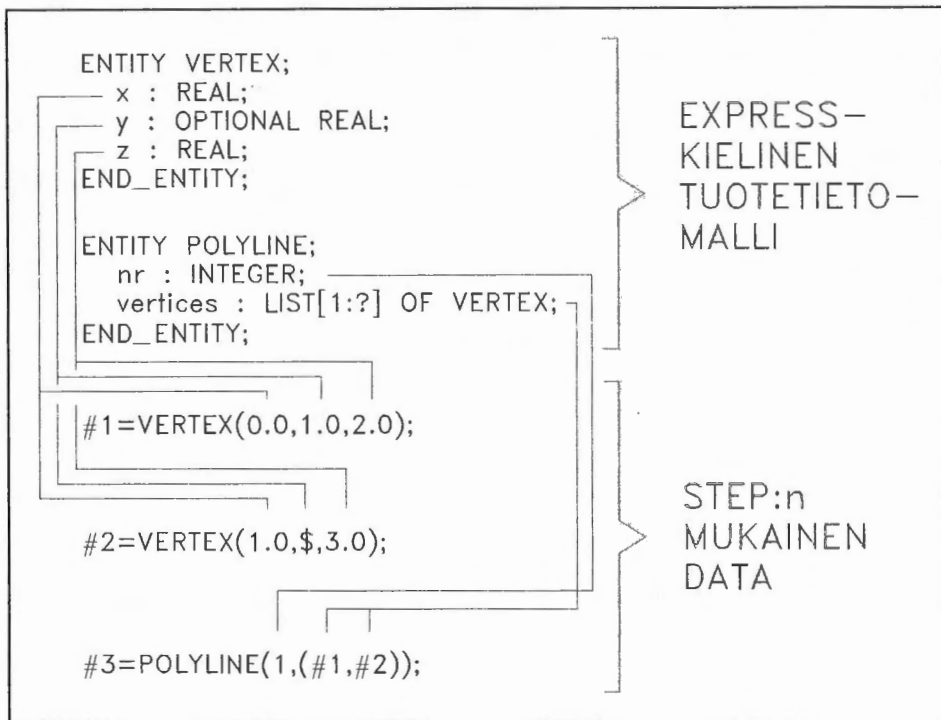 ENTITY VERTEX;
x : REAL;
y : OPTIONAL REAL;
z : REAL;
END_ENTITY;
ENTITY POLYLINE;
nr : INTEGER;
vertices : LIST[1:?] OF VERTEX;
END_ENTITY;
EXPRESS–
KIELINEN
TUOTETIETO–
MALLI
#1=VERTEX(0.0,1.0,2.0);
#2=VERTEX(1.0,$,3.0);
#3=POLYLINE(1,(#1,#2));
STEP:n
MUKAINEN
DATA